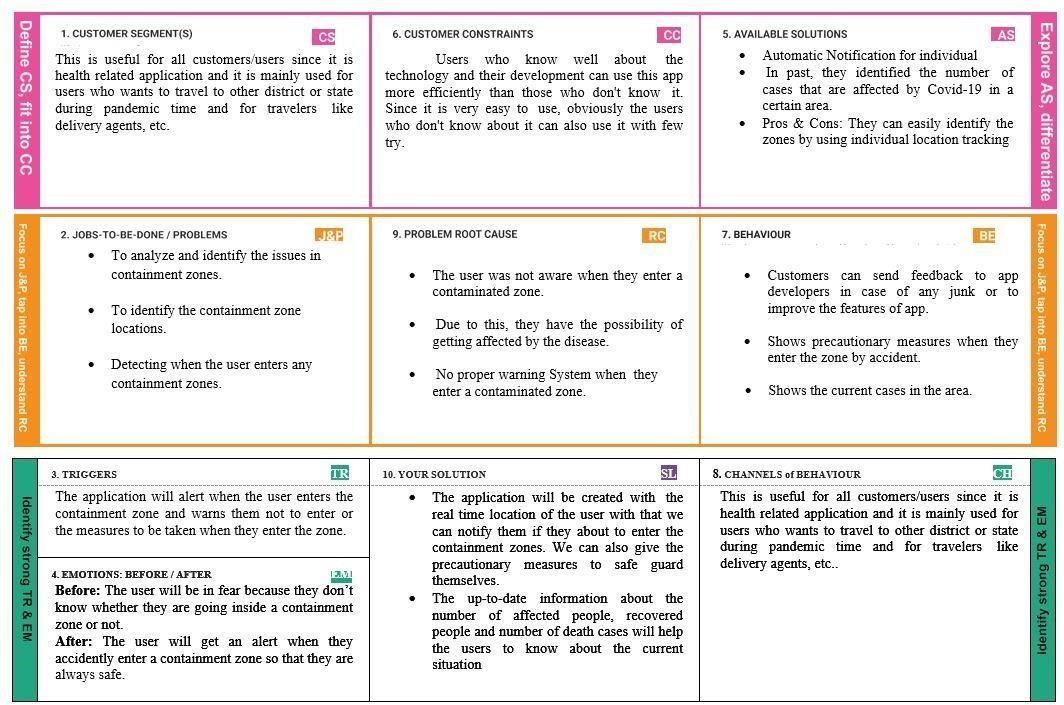 Define CS, fit into CC
1. CUSTOMER SEGMENT(S)
CS
This is useful for all customers/users since it is
health related application and it is mainly used for
users who wants to travel to other district or state
during pandemic time and for travelers like
delivery agents, etc.
6. CUSTOMER CONSTRAINTS
CC
Users who know well about the
technology and their development can use this app
more efficiently than those who don't know it.
Since it is very easy to use, obviously the users
who don't know about it can also use it with few
try.
5. AVAILABLE SOLUTIONS
AS
• Automatic Notification for individual
• In past, they identified the number of
cases that are affected by Covid-19 in a
certain area.
• Pros & Cons: They can easily identify the
zones by using individual location tracking
Explore AS, differentiate
Focus on J&P, tap into BE, understand RC
2. JOBS-TO-BE-DONE / PROBLEMS
J&P
• To analyze and identify the issues in
containment zones.
• To identify the containment zone
locations.
• Detecting when the user enters any
containment zones.
9. PROBLEM ROOT CAUSE
RC
• The user was not aware when they enter a
contaminated zone.
• Due to this, they have the possibility of
getting affected by the disease.
• No proper warning System when they
enter a contaminated zone.
7. BEHAVIOUR
BE
• Customers can send feedback to app
developers in case of any junk or to
improve the features of app.
• Shows precautionary measures when they
enter the zone by accident.
• Shows the current cases in the area.
Focus on J&P, tap into BE, understand RC
Identify strong TR & EM
3. TRIGGERS
TR
The application will alert when the user enters the
containment zone and warns them not to enter or
the measures to be taken when they enter the zone.
4. EMOTIONS: BEFORE / AFTER
EM
Before: The user will be in fear because they don't
know whether they are going inside a containment
zone or not.
After: The user will get an alert when they
accidently enter a containment zone so that they are
always safe.
10. YOUR SOLUTION
SL
• The application will be created with the
real time location of the user with that we
can notify them if they about to enter the
containment zones. We can also give the
precautionary measures to safe guard
themselves.
• The up-to-date information about the
number of affected people, recovered
people and number of death cases will help
the users to know about the current
situation
8. CHANNELS of BEHAVIOUR
CH
This is useful for all customers/users since it is
health related application and it is mainly used for
users who wants to travel to other district or state
during pandemic time and for travelers like
delivery agents, etc..
Identify strong TR & EM